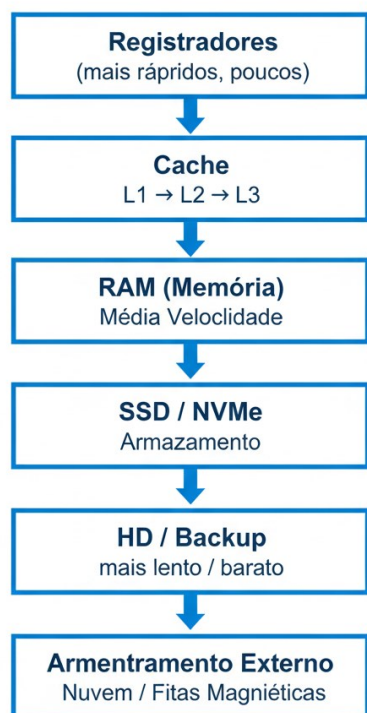 Registradores
(mais rápridos, poucos)
Cache
L1 → L2 → L3
RAM (Memória)
Média Veloclidade
SSD / NVMe
Armazamento
HD / Backup
mais lento / barato
Armentramento Externo
Nuvem / Fitas Magniéticas